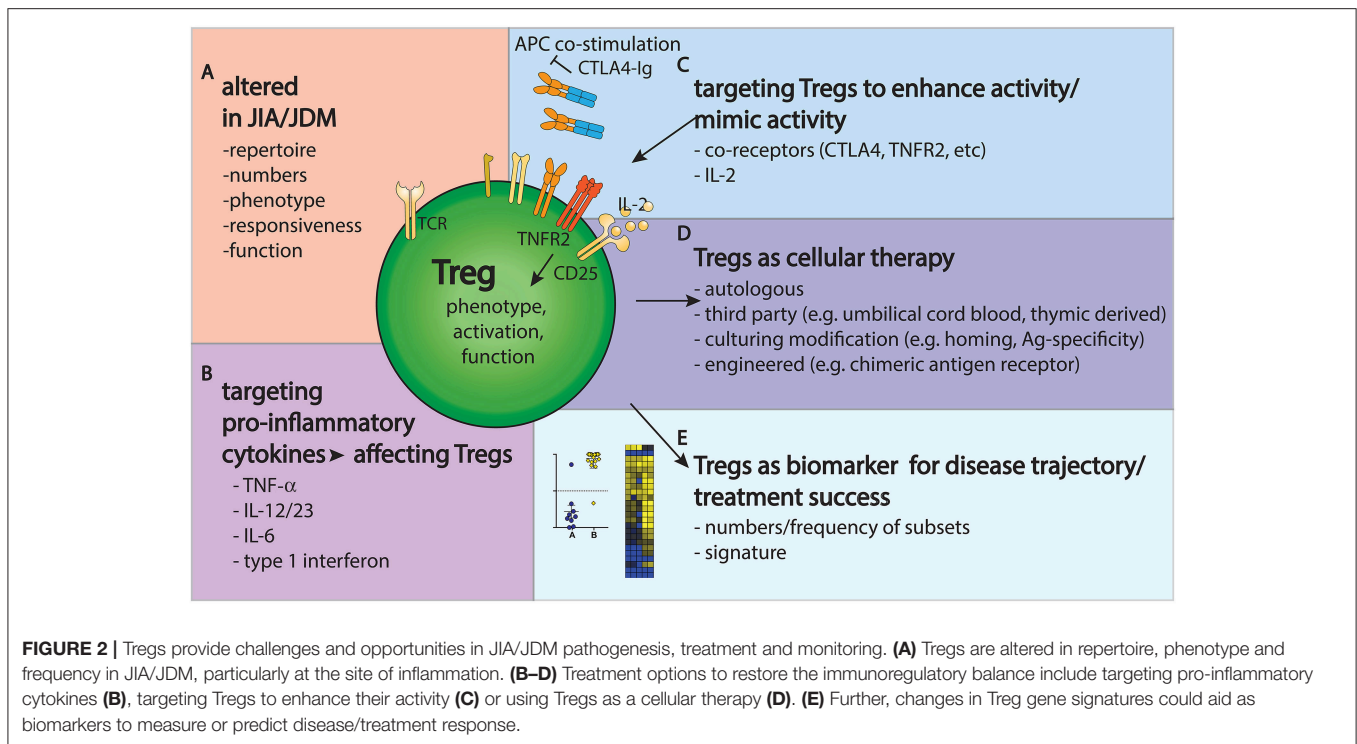 A
altered
in JIA/JDM
-repertoire
-numbers
-phenotype
-responsiveness
-function
APC co-stimulation
CTLA4-Ig
C
targeting Tregs to enhance activity/
mimic activity
- co-receptors (CTLA4, TNFR2, etc)
- IL-2
TCR
IL-2
TNFR2
CD25
Treg
phenotype,
activation,
function
D
Tregs as cellular therapy
- autologous
- third party (e.g. umbilical cord blood, thymic derived)
- culturing modification (e.g. homing, Ag-specificity)
- engineered (e.g. chimeric antigen receptor)
B
targeting
pro-inflammatory
cytokines ➤ affecting Tregs
- TNF-α
- IL-12/23
- IL-6
- type 1 interferon
A B
E
Tregs as biomarker for disease trajectory/
treatment success
- numbers/frequency of subsets
- signature
FIGURE 2 | Tregs provide challenges and opportunities in JIA/JDM pathogenesis, treatment and monitoring. (A) Tregs are altered in repertoire, phenotype and
frequency in JIA/JDM, particularly at the site of inflammation. (B–D) Treatment options to restore the immunoregulatory balance include targeting pro-inflammatory
cytokines (B), targeting Tregs to enhance their activity (C) or using Tregs as a cellular therapy (D). (E) Further, changes in Treg gene signatures could aid as
biomarkers to measure or predict disease/treatment response.